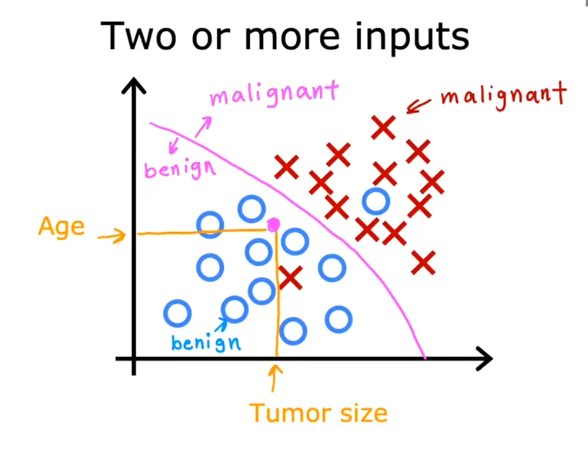 Two or more inputs
malignant
malignant
benign
Age
benign
Tumor size